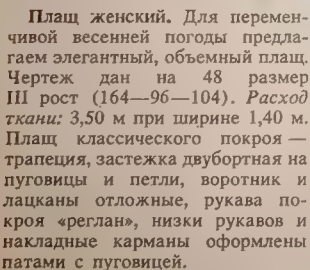 Плащ женский. Для перемен-
чивой весенней погоды предла-
гаем элегантный, объемный плащ.
Чертеж дан на 48 размер
III рост (164—96—104). Расход
ткани: 3,50 м при ширине 1,40 м.
Плащ классического покроя —
трапеция, застежка двубортная на
пуговицы и петли, воротник и
лацканы отложные, рукава по-
кроя «реглан», низки рукавов и
накладные карманы оформлены
патами с пуговицей.